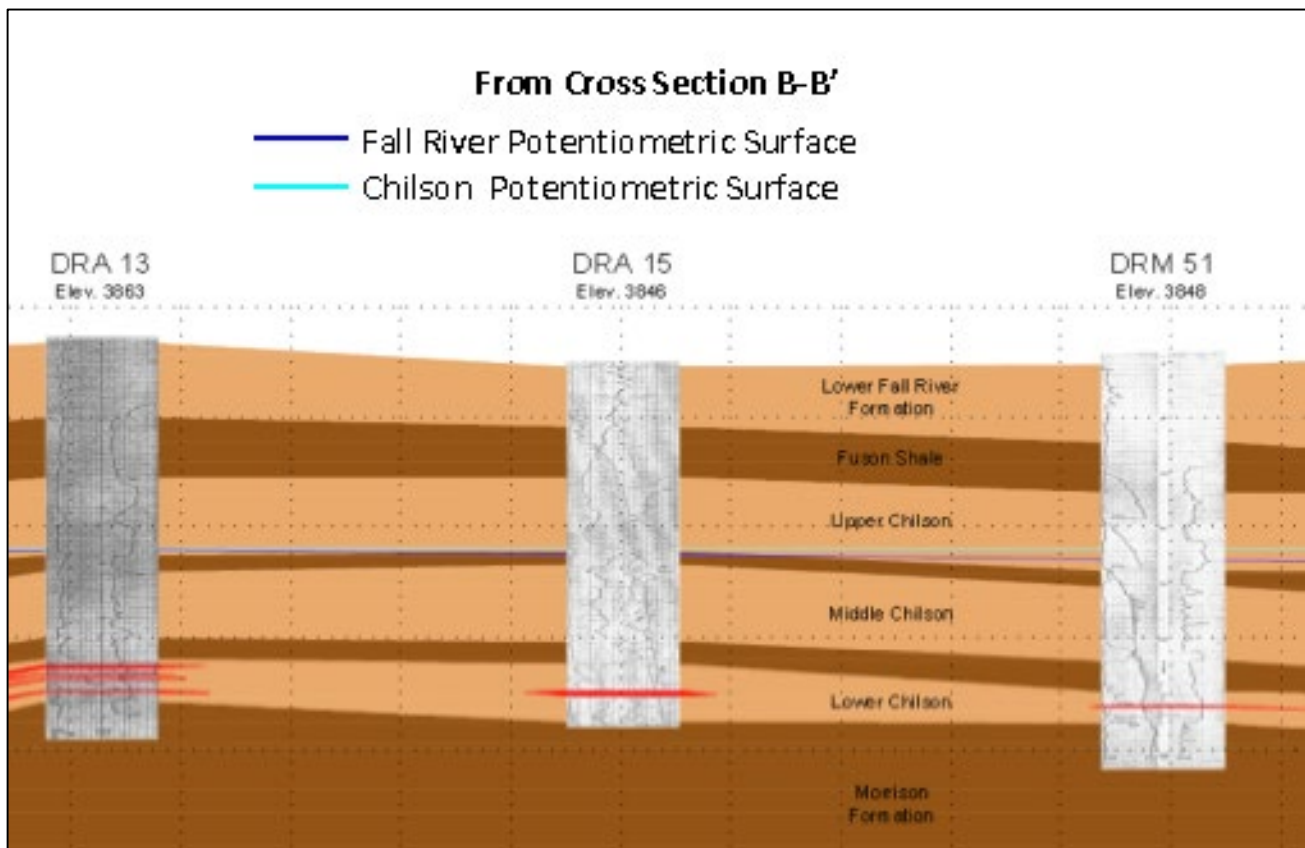 From Cross Section B-B'
Fall River Potentiometric Surface
Chilson Potentiometric Surface
DRA 13
Elev. 3863
DRA 15
Elev. 3846
DRM 51
Elev. 3848
Lower Fall River
Formation
Fuson Shale
Upper Chilson
Middle Chilson
Lower Chilson
Morrison
Formation